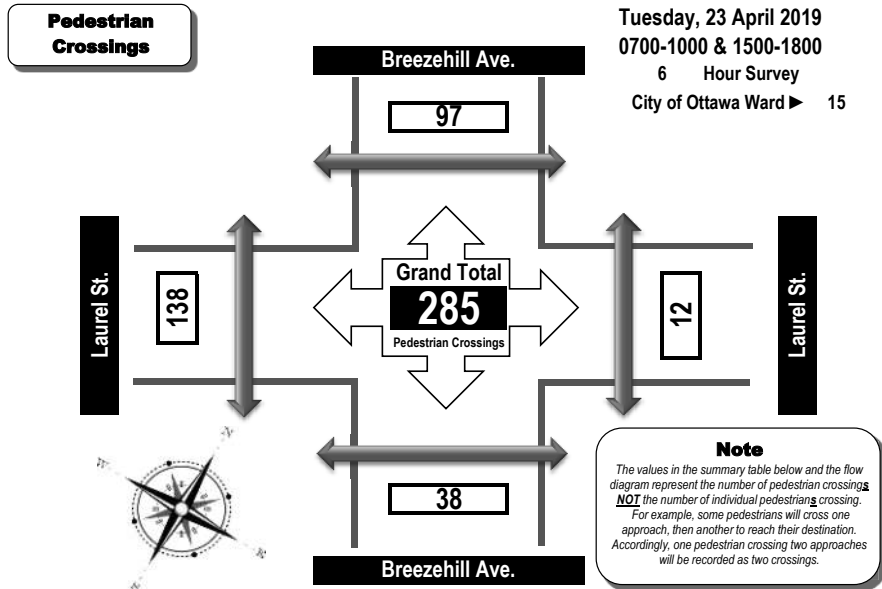 Pedestrian
Crossings
Tuesday, 23 April 2019
0700-1000 & 1500-1800
6 Hour Survey
City of Ottawa Ward ► 15
Breezehill Ave.
97
Laurel St.
138
Grand Total
285
Pedestrian Crossings
12
Laurel St.
38
Breezehill Ave.
N
Note
The values in the summary table below and the flow
diagram represent the number of pedestrian crossings
NOT the number of individual pedestrians crossing.
For example, some pedestrians will cross one
approach, then another to reach their destination.
Accordingly, one pedestrian crossing two approaches
will be recorded as two crossings.